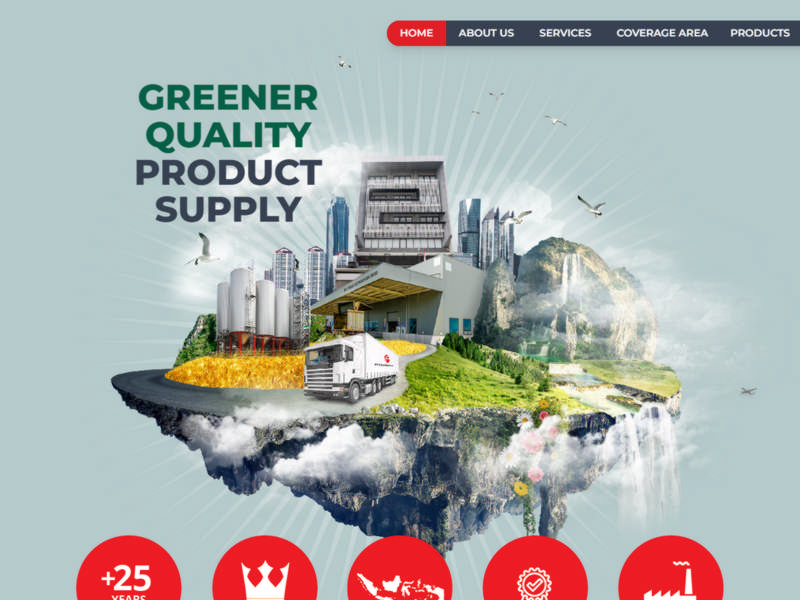 HOME ABOUT US SERVICES COVERAGE AREA PRODUCTS
GREENER
QUALITY
PRODUCT
SUPPLY
+25
YEARS